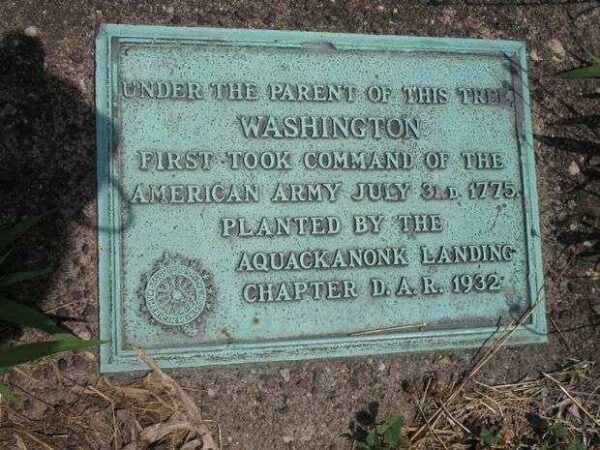 UNDER THE PARENT OF THIS TREE
WASHINGTON
FIRST TOOK COMMAND OF THE
AMERICAN ARMY JULY 3RD, 1775.
PLANTED BY THE
AQUACKANONK LANDING
CHAPTER D.A.R. 1932